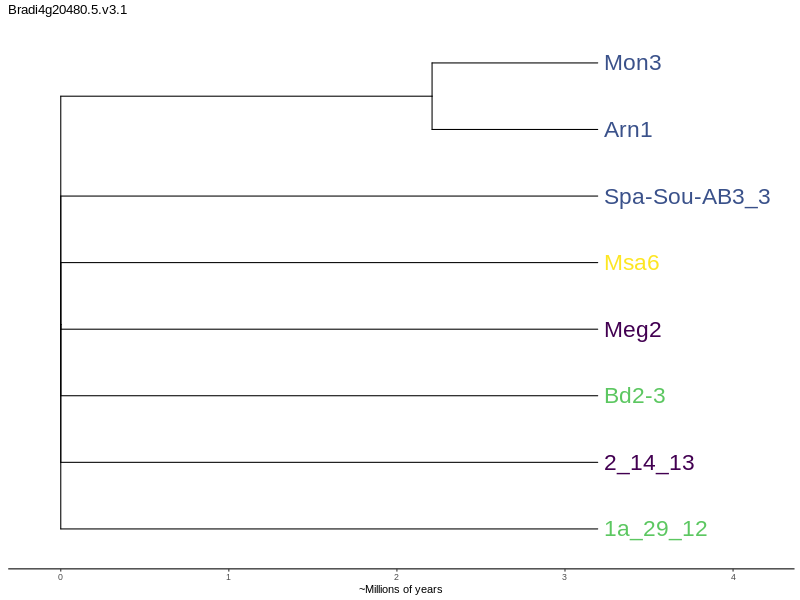 Bradi4g20480.5.v3.1
Mon3
Arn1
Spa-Sou-AB3_3
Msa6
Meg2
Bd2-3
2_14_13
1a_29_12
0 1 2 3 4
~Millions of years